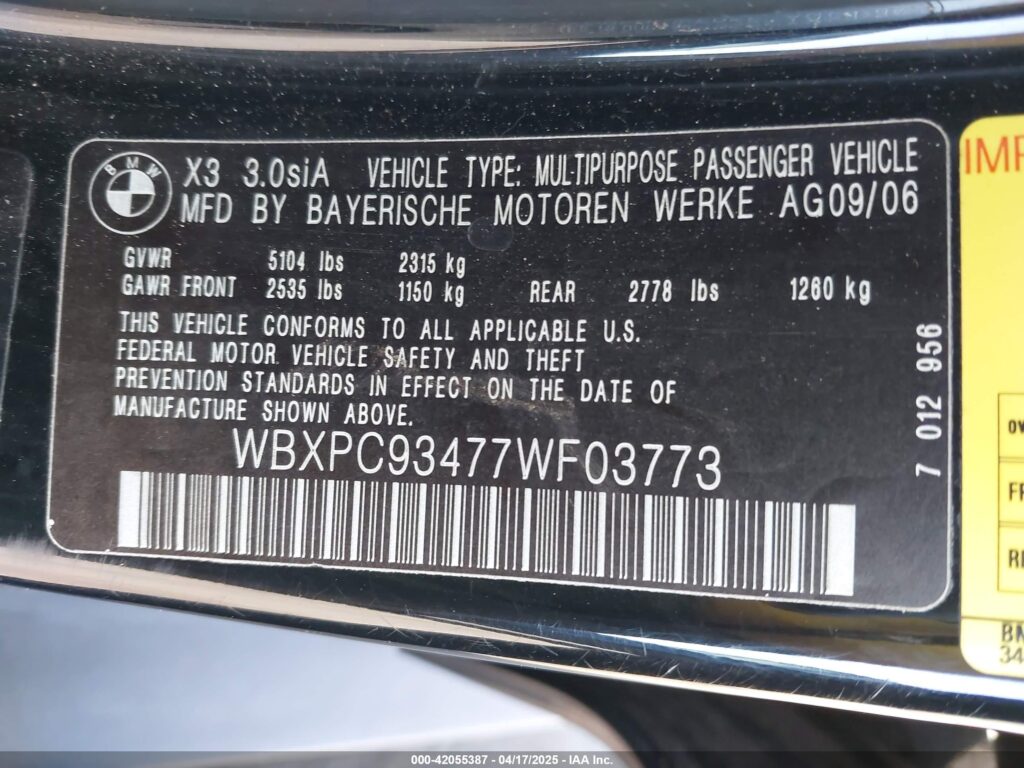 BMW
X3 3.0siA VEHICLE TYPE: MULTIPURPOSE PASSENGER VEHICLE
MFD BY BAYERISCHE MOTOREN WERKE AG09/06
GVWR 5104 lbs 2315 kg
GAWR FRONT 2535 lbs 1150 kg REAR 2778 lbs 1260 kg
THIS VEHICLE CONFORMS TO ALL APPLICABLE U.S.
FEDERAL MOTOR VEHICLE SAFETY AND THEFT
PREVENTION STANDARDS IN EFFECT ON THE DATE OF
MANUFACTURE SHOWN ABOVE.
WBXPC93477WF03773
7 012 956
000-42055387 - 04/17/2025 - IAA Inc.